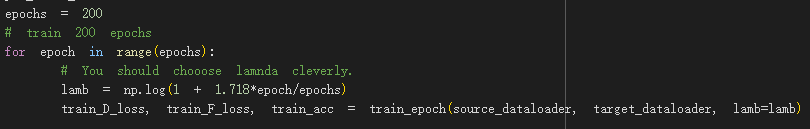 epochs = 200
# train 200 epochs
for epoch in range(epochs):
# You should chooose lamnda cleverly.
lamb = np.log(1 + 1.718*epoch/epochs)
train_D_loss, train_F_loss, train_acc = train_epoch(source_dataloader, target_dataloader, lamb=lamb)